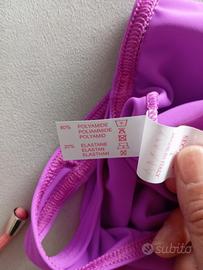 80% POLYAMIDE
POLIAMMIDE
POLYAMID
20% ELASTANE
ELASTAN
ELASTHAN
subito